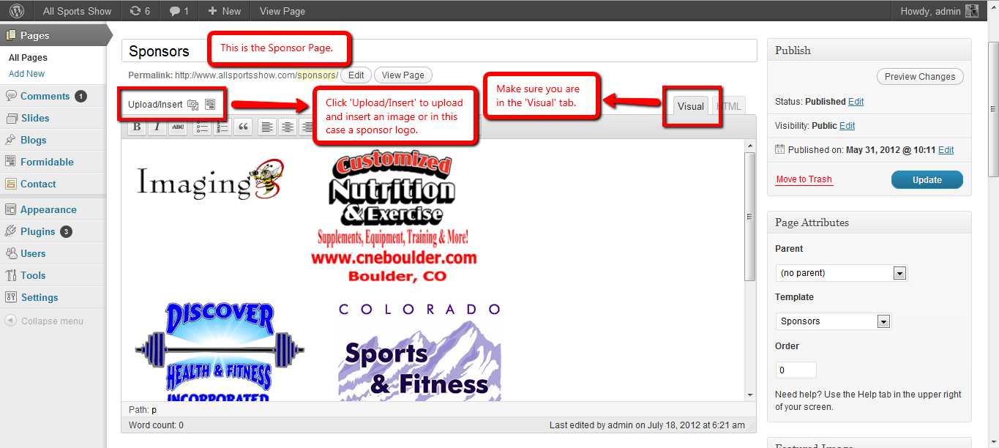 All Sports Show 6 1 + New View Page Howdy, admin
Pages
All Pages
Add New
Comments 1
Slides
Blogs
Formidable
Contact
Appearance
Plugins 3
Users
Tools
Settings
Collapse menu
Sponsors
This is the Sponsor Page.
Permalink: http://www.allsportsshow.com/sponsors/ Edit View Page
Upload/Insert
Click 'Upload/Insert' to upload
and insert an image or in this
case a sponsor logo.
Make sure you are
in the 'Visual' tab.
Visual HTML
B I ABC
Imaging
Customized
Nutrition
& Exercise
Supplements, Equipment, Training & More!
www.cneboulder.com
Boulder, CO
DISCOVER
HEALTH & FITNESS
INCORPORATED
COLORADO
Sports
& Fitness
Path: p
Word count: 0 Last edited by admin on July 18, 2012 at 6:21 am
Publish
Preview Changes
Status: Published Edit
Visibility: Public Edit
Published on: May 31, 2012 @ 10:11 Edit
Move to Trash Update
Page Attributes
Parent
(no parent)
Template
Sponsors
Order
0
Need help? Use the Help tab in the upper right
of your screen.
Featured Image